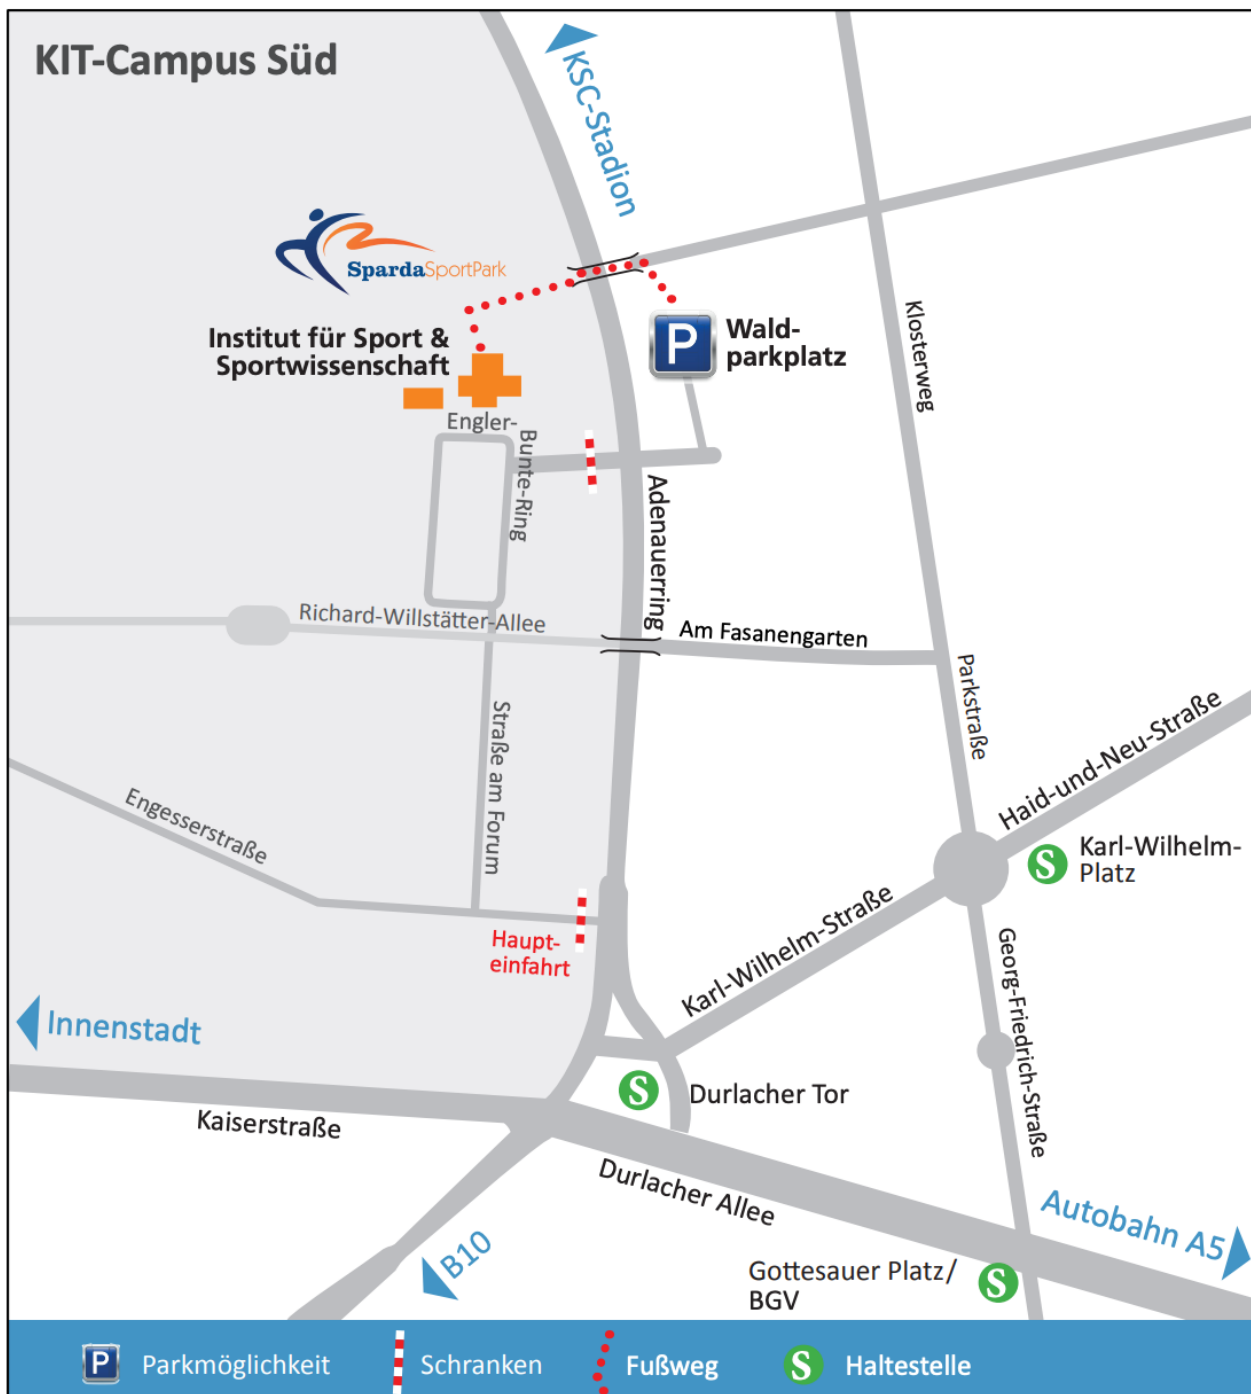 KIT-Campus Süd
KSC-Stadion
SpardaSportPark
Institut für Sport &
Sportwissenschaft
P
Wald-
parkplatz
Klosterweg
Engler-
Bunte-Ring
Adenauerring
Richard-Willstätter-Allee
Am Fasanengarten
Parkstraße
Straße am Forum
Haid-und-Neu-Straße
Engesserstraße
S
Karl-Wilhelm-
Platz
Karl-Wilhelm-Straße
Haupt-
einfahrt
Georg-Friedrich-Straße
Innenstadt
S
Durlacher Tor
Kaiserstraße
Durlacher Allee
Autobahn A5
B10
Gottesauer Platz/
BGV
S
P Parkmöglichkeit
Schranken
Fußweg
S Haltestelle